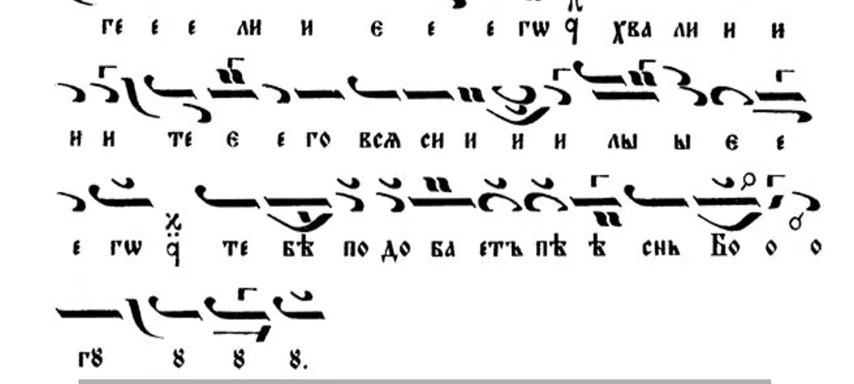 ге е е ли и є е е гѡ ҃ч хва ли и и
и и те є е го всѧ си и и и лы ы є е
е гѡ ҃ч те бѣ по до ба етъ пѣ ѣ снь Бо о о
гꙋ ꙋ ꙋ ꙋ.